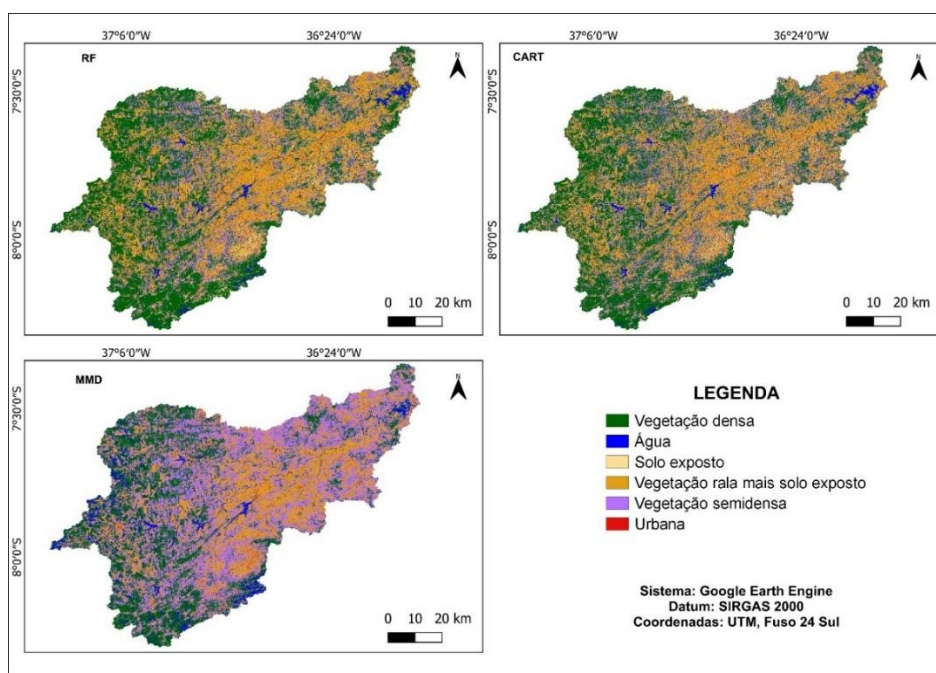 37°6'0"W
36°24'0"W
RF
N
7°30'0"S
8°0'0"S
0 10 20 km
37°6'0"W
36°24'0"W
CART
N
7°30'0"S
8°0'0"S
0 10 20 km
37°6'0"W
36°24'0"W
MMD
N
7°30'0"S
8°0'0"S
0 10 20 km
LEGENDA
Vegetação densa
Água
Solo exposto
Vegetação rala mais solo exposto
Vegetação semidensa
Urbana
Sistema: Google Earth Engine
Datum: SIRGAS 2000
Coordenadas: UTM, Fuso 24 Sul